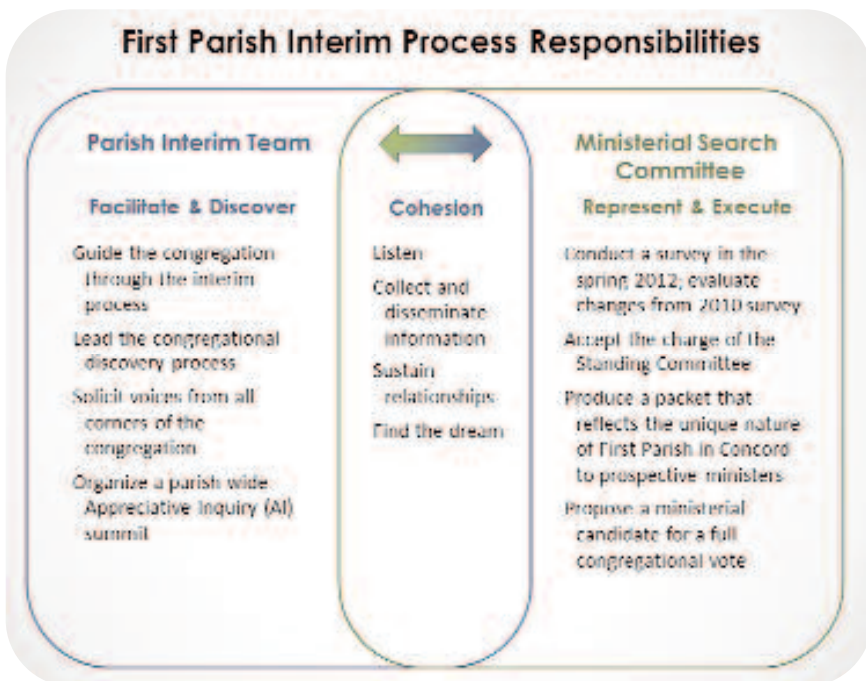 First Parish Interim Process Responsibilities
Parish Interim Team
Facilitate & Discover
Guide the congregation
through the interim
process
Lead the congregational
discovery process
Solicit voices from all
corners of the
congregation
Organize a parish wide
Appreciative Inquiry (AI)
summit
Cohesion
Listen
Collect and
disseminate
information
Sustain
relationships
Find the dream
Ministerial Search
Committee
Represent & Execute
Conduct a survey in the
spring 2012; evaluate
changes from 2010 survey
Accept the charge of the
Standing Committee
Produce a packet that
reflects the unique nature
of First Parish in Concord
to prospective ministers
Propose a ministerial
candidate for a full
congregational vote